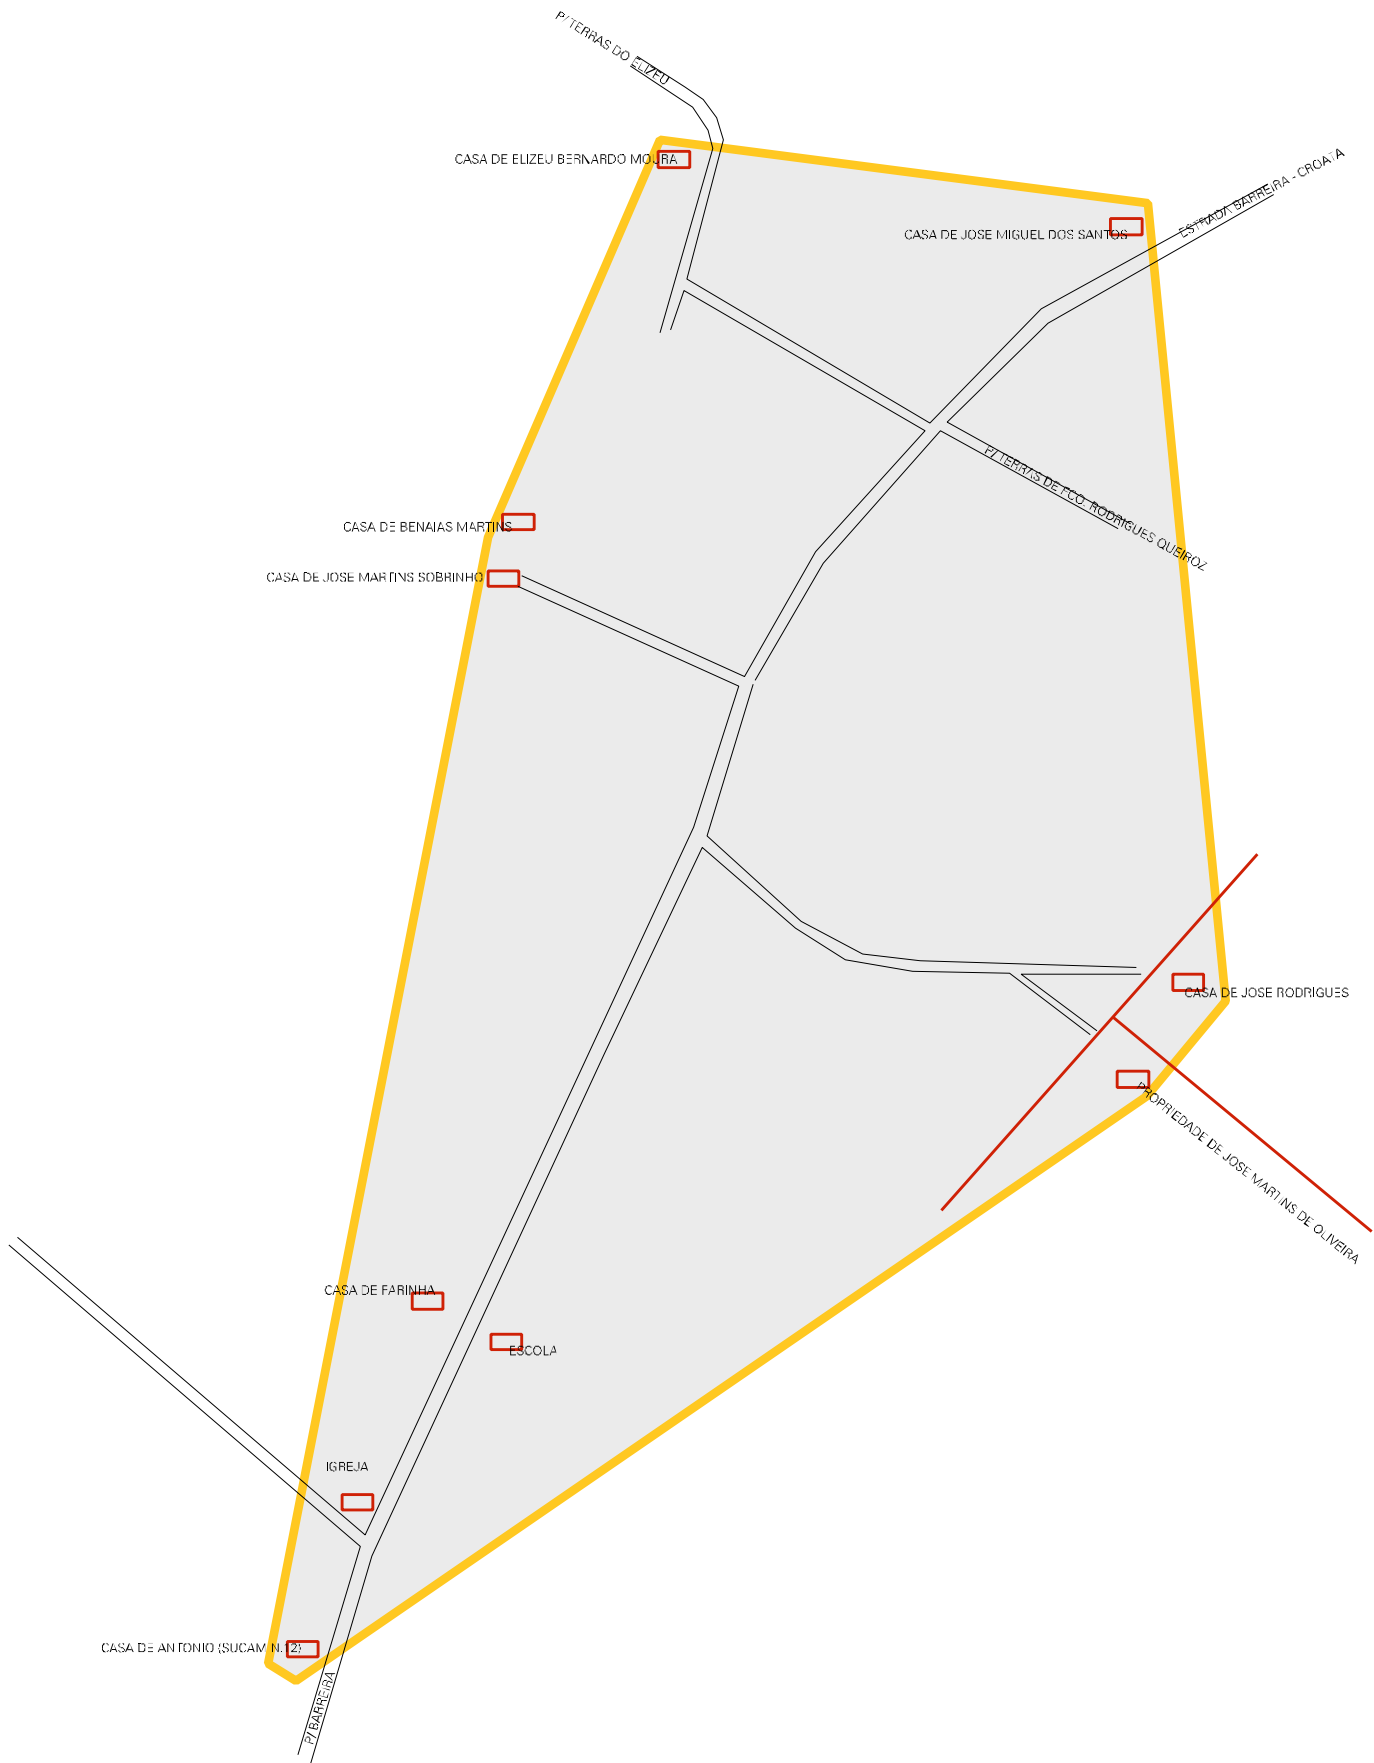 P/ TERRAS DO ELIZEU
CASA DE ELIZEU BERNARDO MOURA
ESTRADA BARREIRA - CROATA
CASA DE JOSE MIGUEL DOS SANTOS
P/ TERRAS DE FCO. RODRIGUES QUEIROZ
CASA DE BENAIAS MARTINS
CASA DE JOSE MARTINS SOBRINHO
CASA DE JOSE RODRIGUES
PROPRIEDADE DE JOSE MARTINS DE OLIVEIRA
CASA DE FARINHA
ESCOLA
IGREJA
CASA DE ANTONIO (SUCAM N.12)
P/ BARREIRA